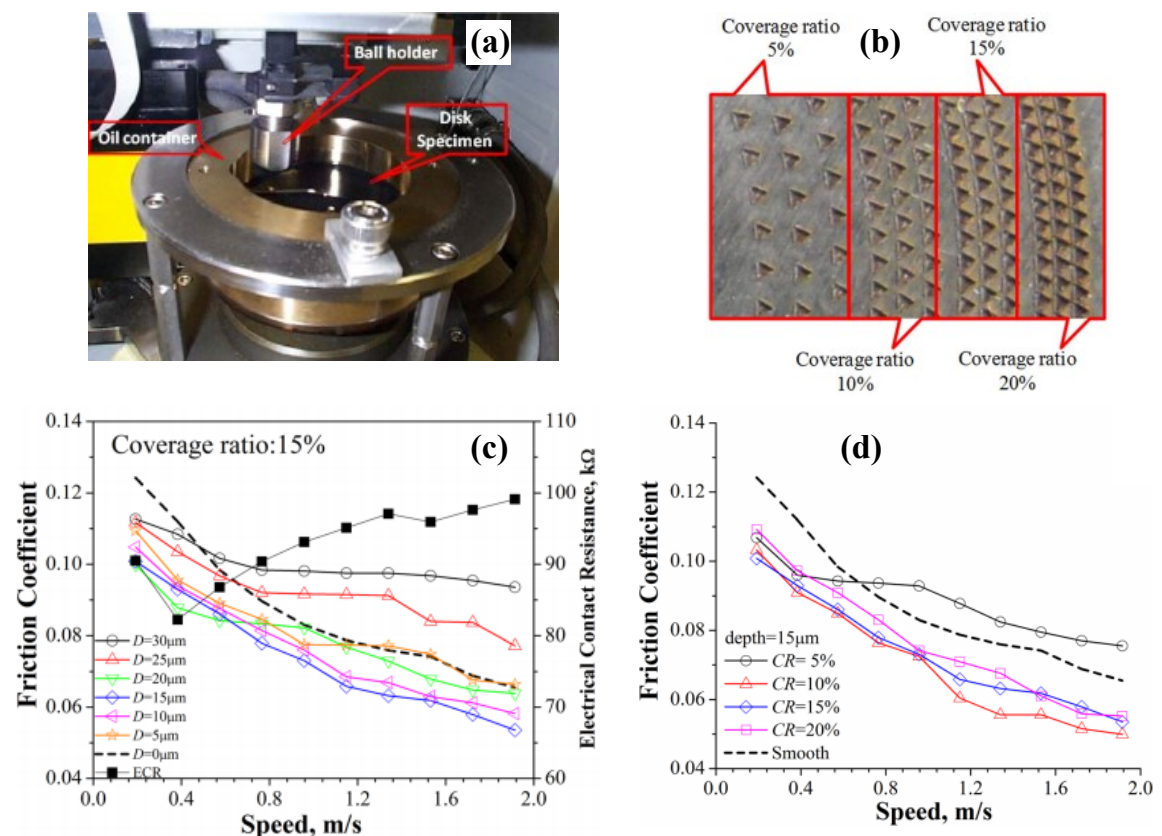 (a)
Ball holder
Oil container
Disk
Specimen
(b)
Coverage ratio
5%
Coverage ratio
15%
Coverage ratio
10%
Coverage ratio
20%
(c)
Coverage ratio:15%
Friction Coefficient
0.14
0.12
0.10
0.08
0.06
0.04
D=30μm
D=25μm
D=20μm
D=15μm
D=10μm
D=5μm
D=0μm
ECR
110
100
90
80
70
60
Electrical Contact Resistance, kΩ
0.0 0.4 0.8 1.2 1.6 2.0
Speed, m/s
(d)
Friction Coefficient
0.14
0.12
0.10
0.08
0.06
0.04
depth=15μm
CR= 5%
CR=10%
CR=15%
CR=20%
Smooth
0.0 0.4 0.8 1.2 1.6 2.0
Speed, m/s